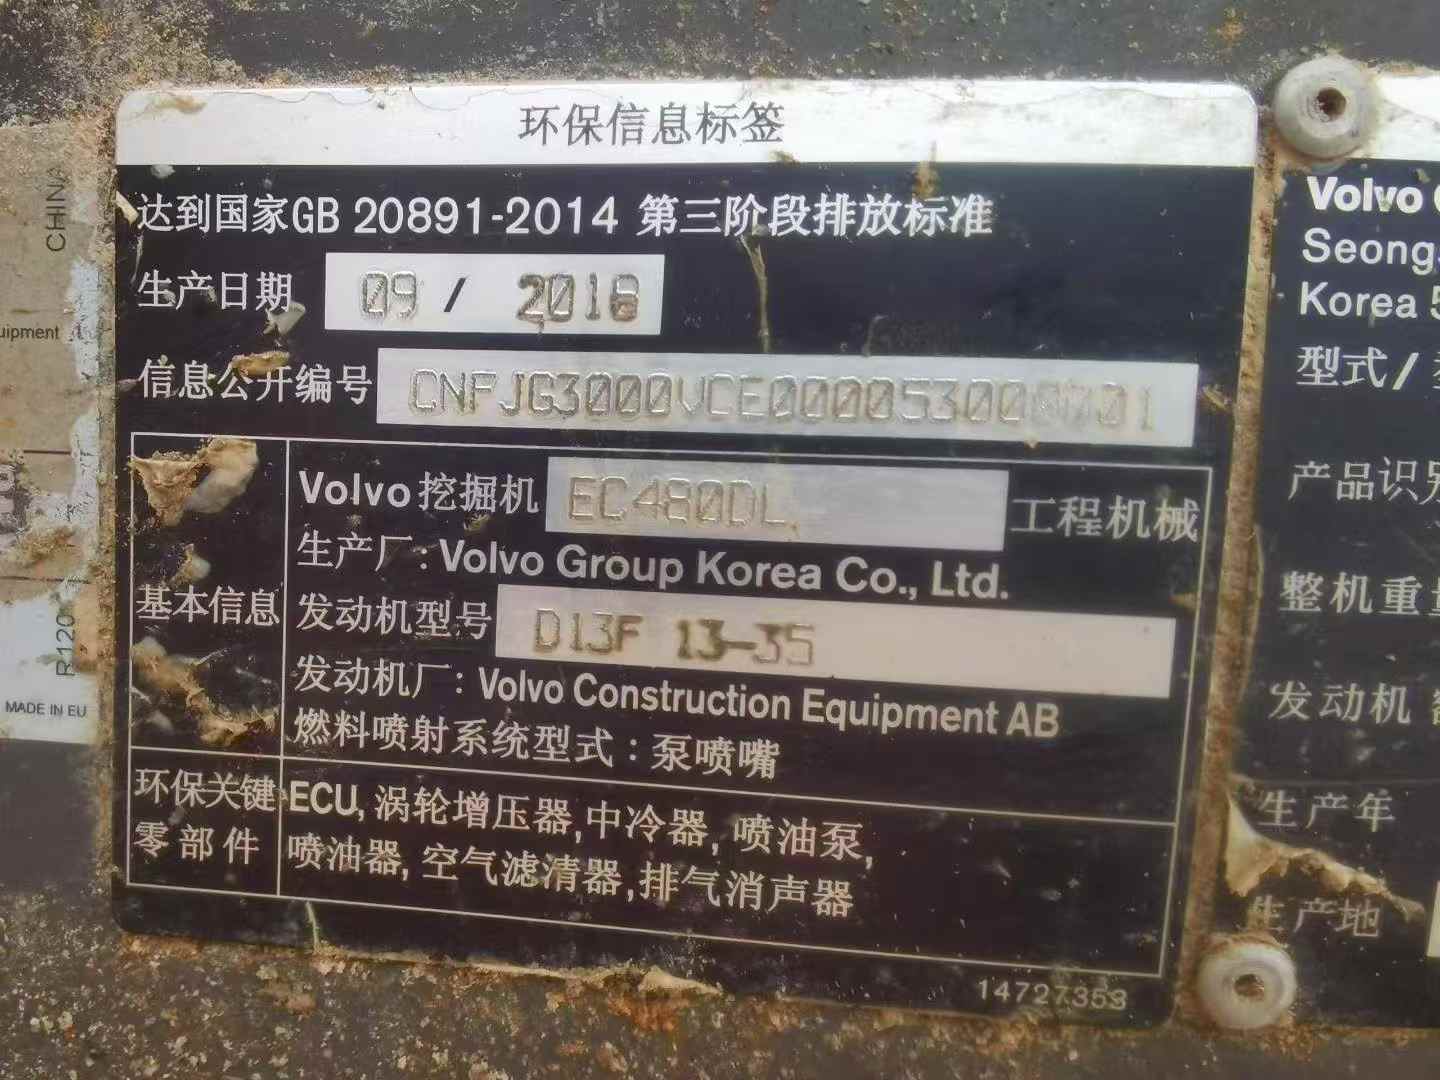 环保信息标签
达到国家GB 20891-2014 第三阶段排放标准
生产日期 09 / 2018
信息公开编号
Volvo挖掘机 EC480DL 工程机械
生产厂:Volvo Group Korea Co., Ltd.
基本信息
发动机型号 D13F 13-35
发动机厂:Volvo Construction Equipment AB
燃料喷射系统型式:泵喷嘴
环保关键
零部件
ECU, 涡轮增压器, 中冷器, 喷油泵,
喷油器, 空气滤清器, 排气消声器
14727353
CHINA
uipment
R120
MADE IN EU
Volvo
Seong
Korea 5
型式/
产品识别
整机重量
发动机
生产年
生产地